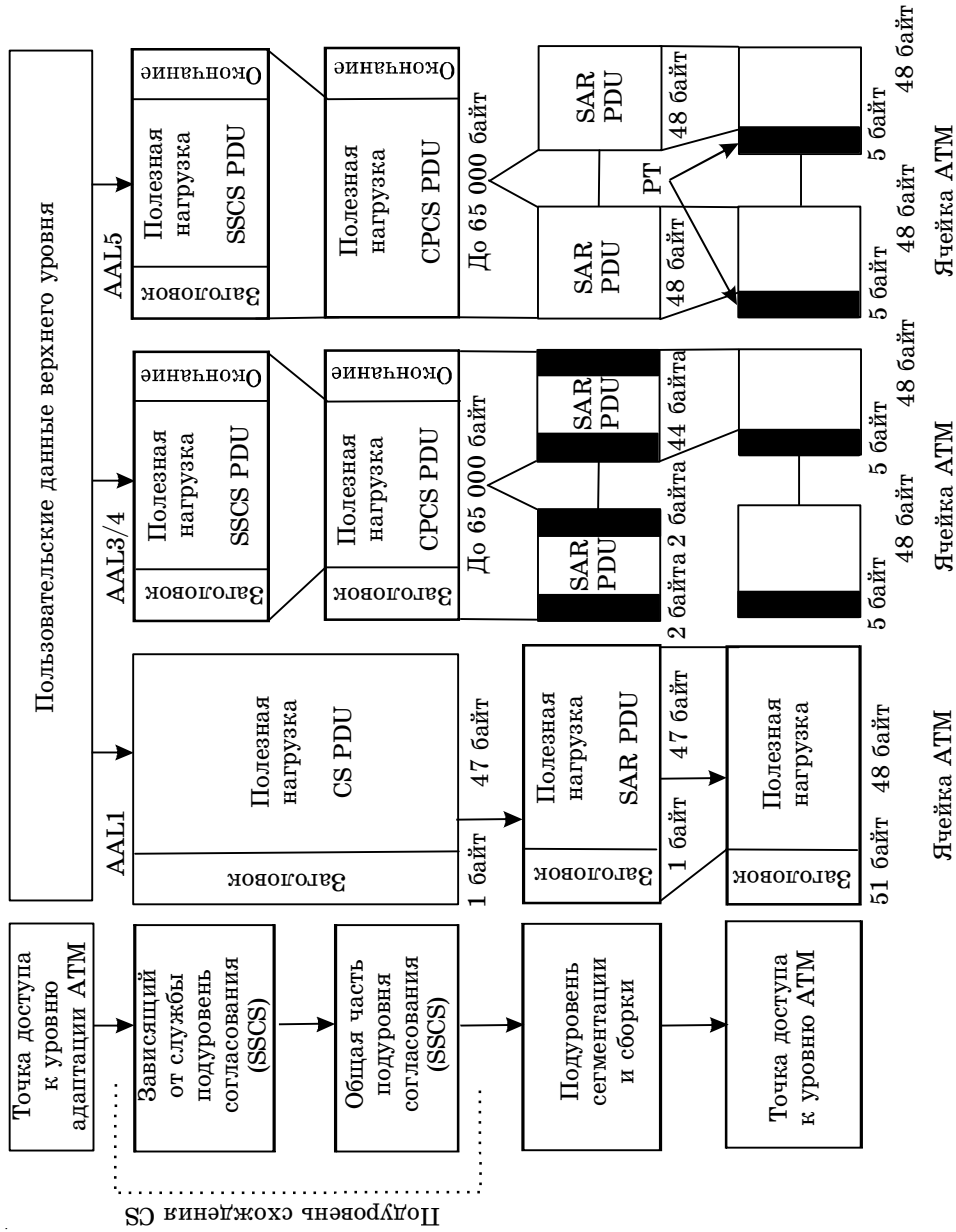 Точка доступа
к уровню
адаптации АТМ
Пользовательские данные верхнего уровня
Подуровень схождения CS
Зависящий
от службы
подуровень
согласования
(SSCS)
AAL1
Заголовок
Полезная
нагрузка
CS PDU
1 байт
47 байт
AAL3/4
Заголовок
Полезная
нагрузка
SSCS PDU
Окончание
AAL5
Заголовок
Полезная
нагрузка
SSCS PDU
Окончание
Общая часть
подуровня
согласования
(SSCS)
Заголовок
Полезная
нагрузка
CPCS PDU
Окончание
До 65 000 байт
Полезная
нагрузка
CPCS PDU
Окончание
До 65 000 байт
Подуровень
сегментации
и сборки
Заголовок
Полезная
нагрузка
SAR PDU
1 байт
47 байт
SAR
PDU
SAR
PDU
2 байта 2 байта 44 байта
SAR
PDU
48 байт
SAR
PDU
48 байт
PT
Точка доступа
к уровню АТМ
Заголовок
Полезная
нагрузка
51 байт
48 байт
Ячейка АТМ
5 байт
48 байт
5 байт
48 байт
Ячейка АТМ
5 байт
48 байт
5 байт
48 байт
Ячейка АТМ